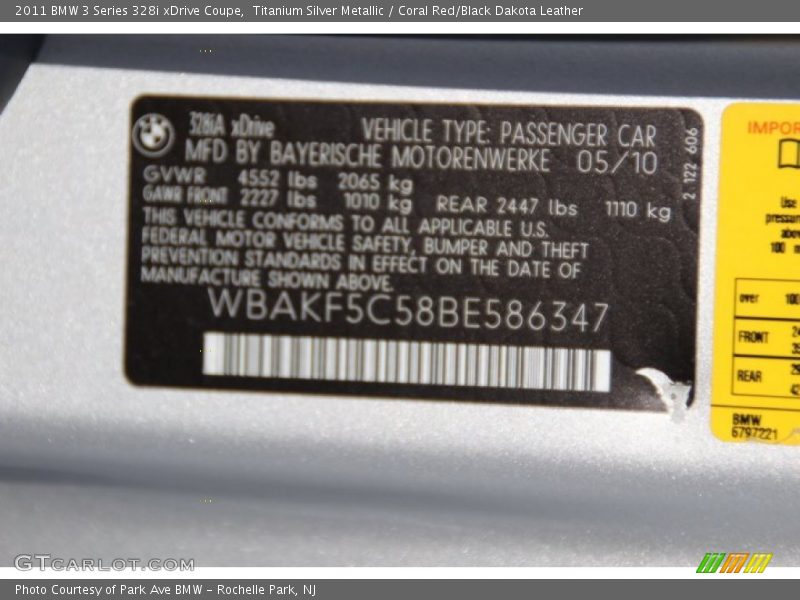 2011 BMW 3 Series 328i xDrive Coupe,  Titanium Silver Metallic / Coral Red/Black Dakota Leather
328iA xDrive
VEHICLE TYPE: PASSENGER CAR
MFD BY BAYERISCHE MOTORENWERKE 05/10
GVWR 4552 lbs 2065 kg
GAWR FRONT 2227 lbs 1010 kg REAR 2447 lbs 1110 kg
THIS VEHICLE CONFORMS TO ALL APPLICABLE U.S.
FEDERAL MOTOR VEHICLE SAFETY, BUMPER AND THEFT
PREVENTION STANDARDS IN EFFECT ON THE DATE OF
MANUFACTURE SHOWN ABOVE.
WBAKF5C58BE586347
2 122 606
IMPOR
Use
pressure
above
100 m
over 100
FRONT
REAR
BMW
6797221
GTCARLOT.COM
Photo Courtesy of Park Ave BMW – Rochelle Park, NJ